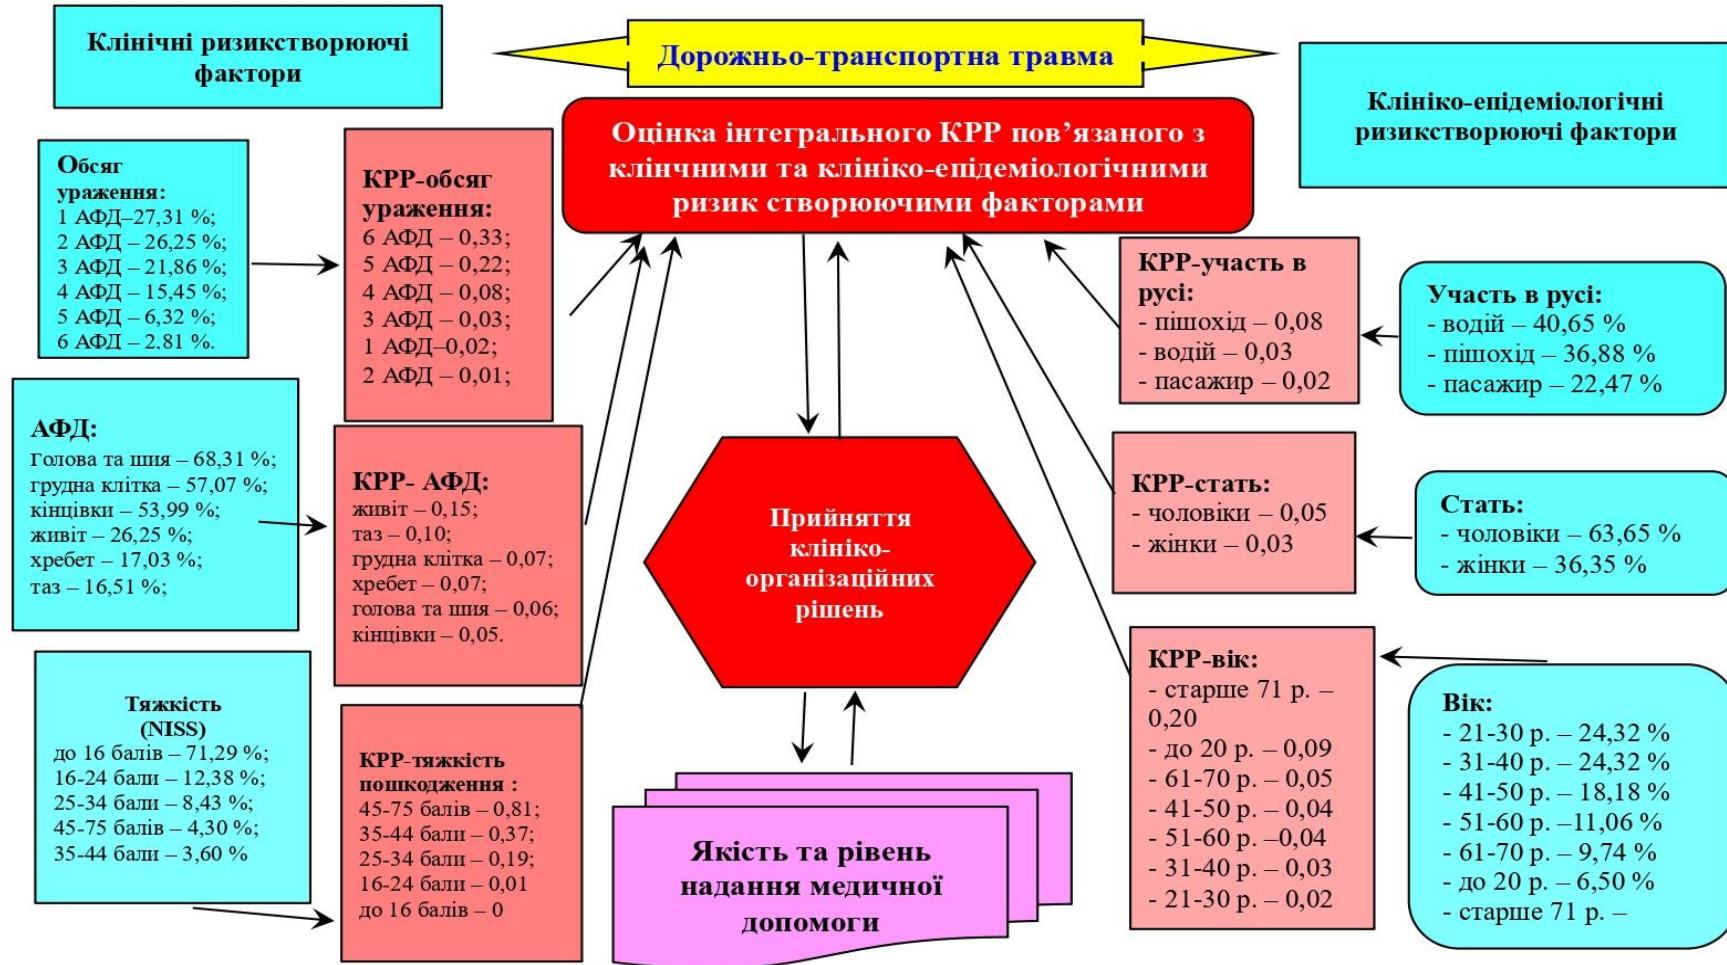 Клінічні ризикстворюючі
фактори
Дорожньо-транспортна травма
Клініко-епідеміологічні
ризикстворюючі фактори
Оцінка інтегрального КРР пов’язаного з
клінчними та клініко-епідеміологічними
ризик створюючими факторами
Обсяг
ураження:
1 АФД–27,31 %;
2 АФД – 26,25 %;
3 АФД – 21,86 %;
4 АФД – 15,45 %;
5 АФД – 6,32 %;
6 АФД – 2,81 %.
КРР-обсяг
ураження:
6 АФД – 0,33;
5 АФД – 0,22;
4 АФД – 0,08;
3 АФД – 0,03;
1 АФД–0,02;
2 АФД – 0,01;
АФД:
Голова та шия – 68,31 %;
грудна клітка – 57,07 %;
кінцівки – 53,99 %;
живіт – 26,25 %;
хребет – 17,03 %;
таз – 16,51 %;
КРР- АФД:
живіт – 0,15;
таз – 0,10;
грудна клітка – 0,07;
хребет – 0,07;
голова та шия – 0,06;
кінцівки – 0,05.
Тяжкість
(NISS)
до 16 балів – 71,29 %;
16-24 бали – 12,38 %;
25-34 бали – 8,43 %;
45-75 балів – 4,30 %;
35-44 бали – 3,60 %
КРР-тяжкість
пошкодження :
45-75 балів – 0,81;
35-44 бали – 0,37;
25-34 бали – 0,19;
16-24 бали – 0,01
до 16 балів – 0
Прийняття
клініко-
організаційних
рішень
Якість та рівень
надання медичної
допомоги
КРР-участь в
русі:
- пішохід – 0,08
- водій – 0,03
- пасажир – 0,02
Участь в русі:
- водій – 40,65 %
- пішохід – 36,88 %
- пасажир – 22,47 %
КРР-стать:
- чоловіки – 0,05
- жінки – 0,03
Стать:
- чоловіки – 63,65 %
- жінки – 36,35 %
КРР-вік:
- старше 71 р. –
0,20
- до 20 р. – 0,09
- 61-70 р. – 0,05
- 41-50 р. – 0,04
- 51-60 р. –0,04
- 31-40 р. – 0,03
- 21-30 р. – 0,02
Вік:
- 21-30 р. – 24,32 %
- 31-40 р. – 24,32 %
- 41-50 р. – 18,18 %
- 51-60 р. –11,06 %
- 61-70 р. – 9,74 %
- до 20 р. – 6,50 %
- старше 71 р. –